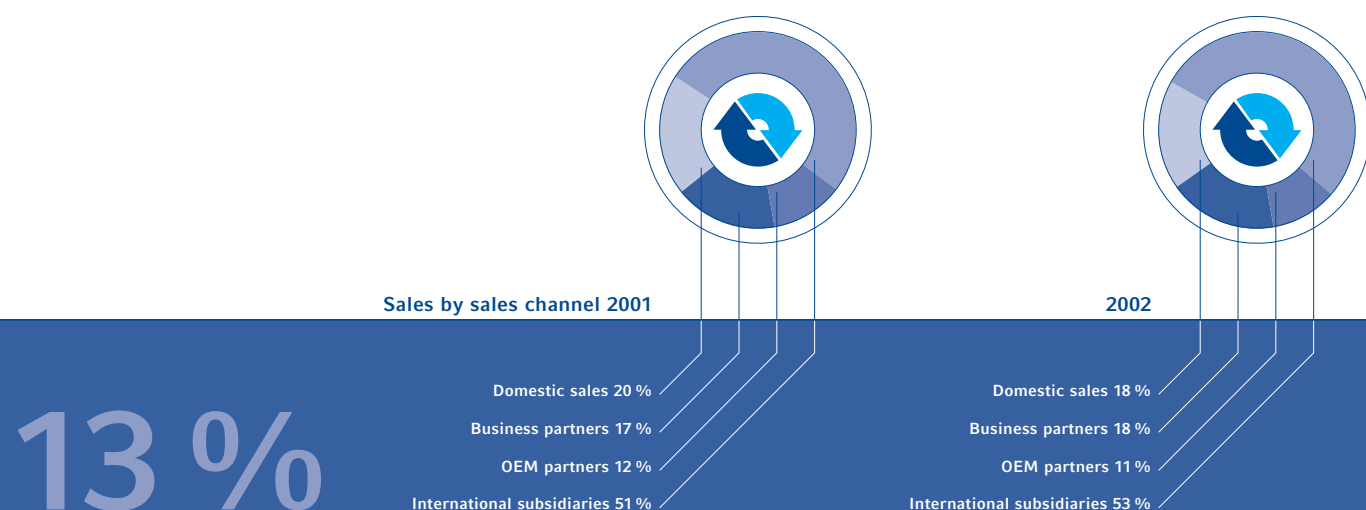 Sales by sales channel 2001
2002
Domestic sales 20 %
Business partners 17 %
OEM partners 12 %
International subsidiaries 51 %
Domestic sales 18 %
Business partners 18 %
OEM partners 11 %
International subsidiaries 53 %
13 %